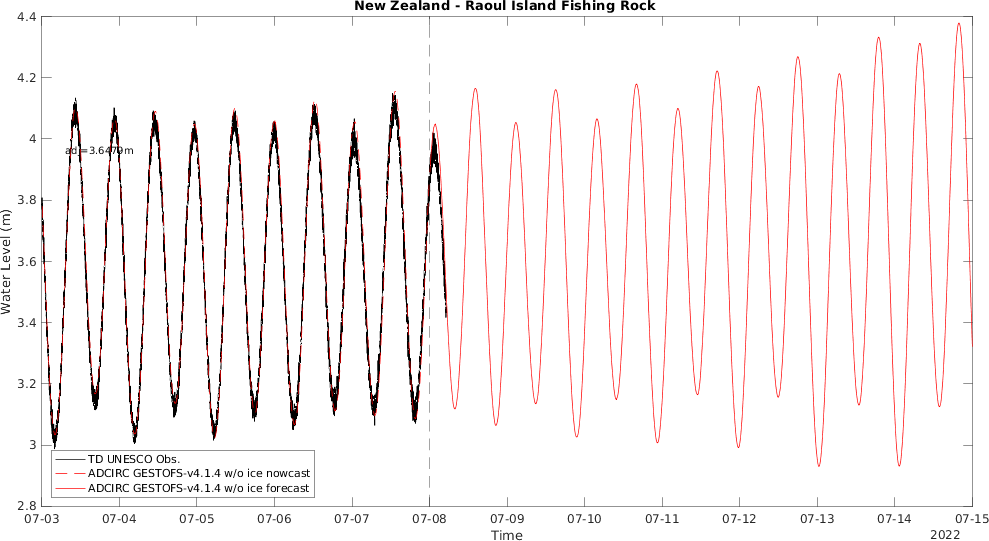 New Zealand - Raoul Island Fishing Rock
4.4
4.2
4
3.8
3.6
3.4
3.2
3
2.8
Water Level (m)
ad =3.6479m
TD UNESCO Obs.
ADCIRC GESTOFS-v4.1.4 w/o ice nowcast
ADCIRC GESTOFS-v4.1.4 w/o ice forecast
07-03 07-04 07-05 07-06 07-07 07-08 07-09 07-10 07-11 07-12 07-13 07-14 07-15
Time
2022